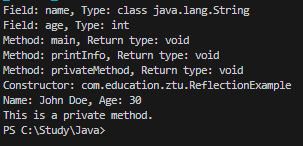 Field: name, Type: class java.lang.String
Field: age, Type: int
Method: main, Return type: void
Method: printInfo, Return type: void
Method: privateMethod, Return type: void
Constructor: com.education.ztu.ReflectionExample
Name: John Doe, Age: 30
This is a private method.
PS C:\Study\Java>